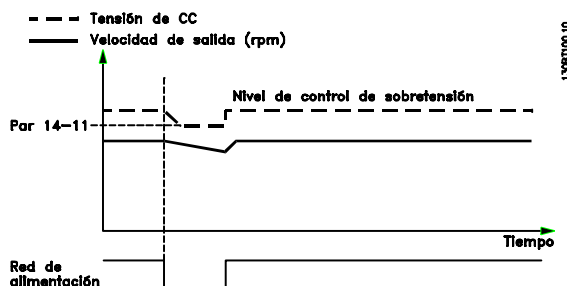 Tensión de CC
Velocidad de salida (rpm)
Nivel de control de sobretensión
Par 14-11
Tiempo
Red de
alimentación